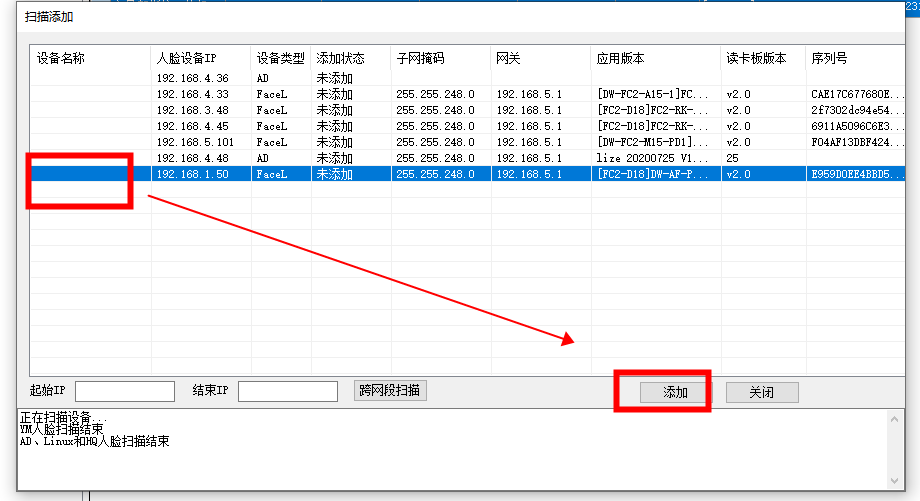 扫描添加
设备名称 人脸设备IP 设备类型 添加状态 子网掩码 网关 应用版本 读卡板版本 序列号
192.168.4.36 AD 未添加
192.168.4.33 FaceL 未添加 255.255.248.0 192.168.5.1 [DW-FC2-A15-1]FC... v2.0 CAE17C677680E...
192.168.3.48 FaceL 未添加 255.255.248.0 192.168.5.1 [FC2-D18]FC2-RK-... v2.0 2f7302dc94e54...
192.168.4.45 FaceL 未添加 255.255.248.0 192.168.5.1 [FC2-D18]FC2-RK-... v2.0 6911A5096C6E3...
192.168.5.101 FaceL 未添加 255.255.248.0 192.168.5.1 [DW-FC2-M15-PD1]... v2.0 F04AF13DBF424...
192.168.4.48 AD 未添加 lize 20200725 V1... 25
192.168.1.50 FaceL 未添加 255.255.248.0 192.168.5.1 [FC2-D18]DW-AF-P... v2.0 E959D0EE4BBD5...
起始IP 结束IP 跨网段扫描 添加 关闭
正在扫描设备...
YM人脸扫描结束
AD、Linux和HQ人脸扫描结束